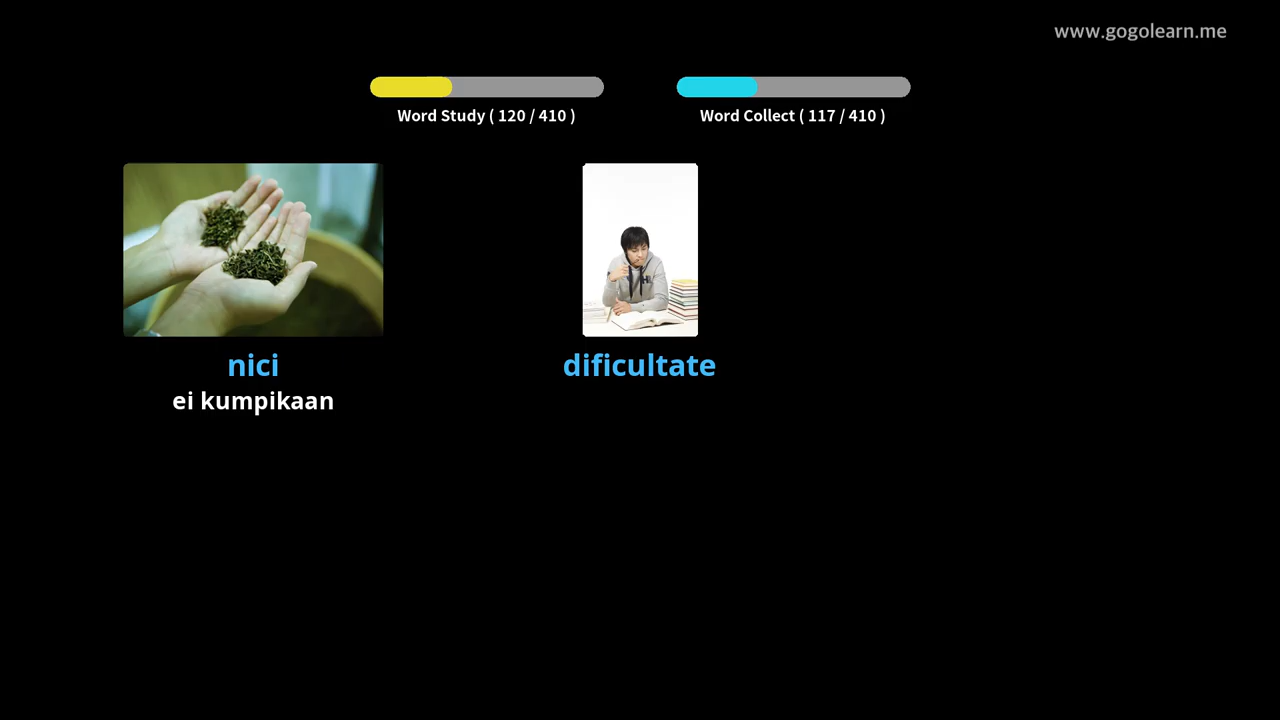 www.gogolearn.me
Word Study ( 120 / 410 )
Word Collect ( 117 / 410 )
nici
ei kumpikaan
dificultate